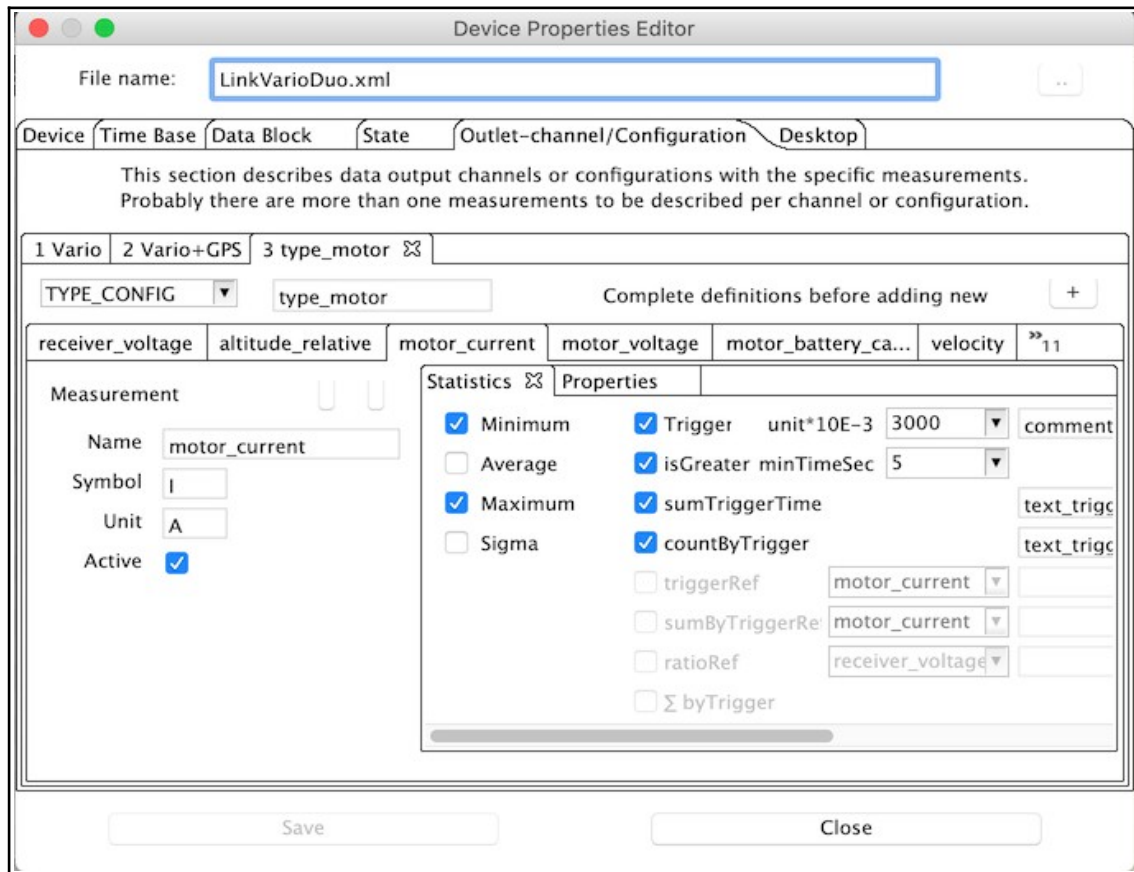 Device Properties Editor
File name: LinkVarioDuo.xml ..
Device Time Base Data Block State Outlet-channel/Configuration Desktop
This section describes data output channels or configurations with the specific measurements.
Probably there are more than one measurements to be described per channel or configuration.
1 Vario 2 Vario+GPS 3 type_motor
TYPE_CONFIG type_motor Complete definitions before adding new +
receiver_voltage altitude_relative motor_current motor_voltage motor_battery_ca... velocity »11
Statistics Properties
Measurement
Minimum Trigger unit*10E-3 3000 comment
Name motor_current
Average isGreater minTimeSec 5
Symbol I
Maximum sumTriggerTime text_trigg
Unit A
Sigma countByTrigger text_trigg
Active
triggerRef motor_current
sumByTriggerRe motor_current
ratioRef receiver_voltage
∑ byTrigger
Save Close